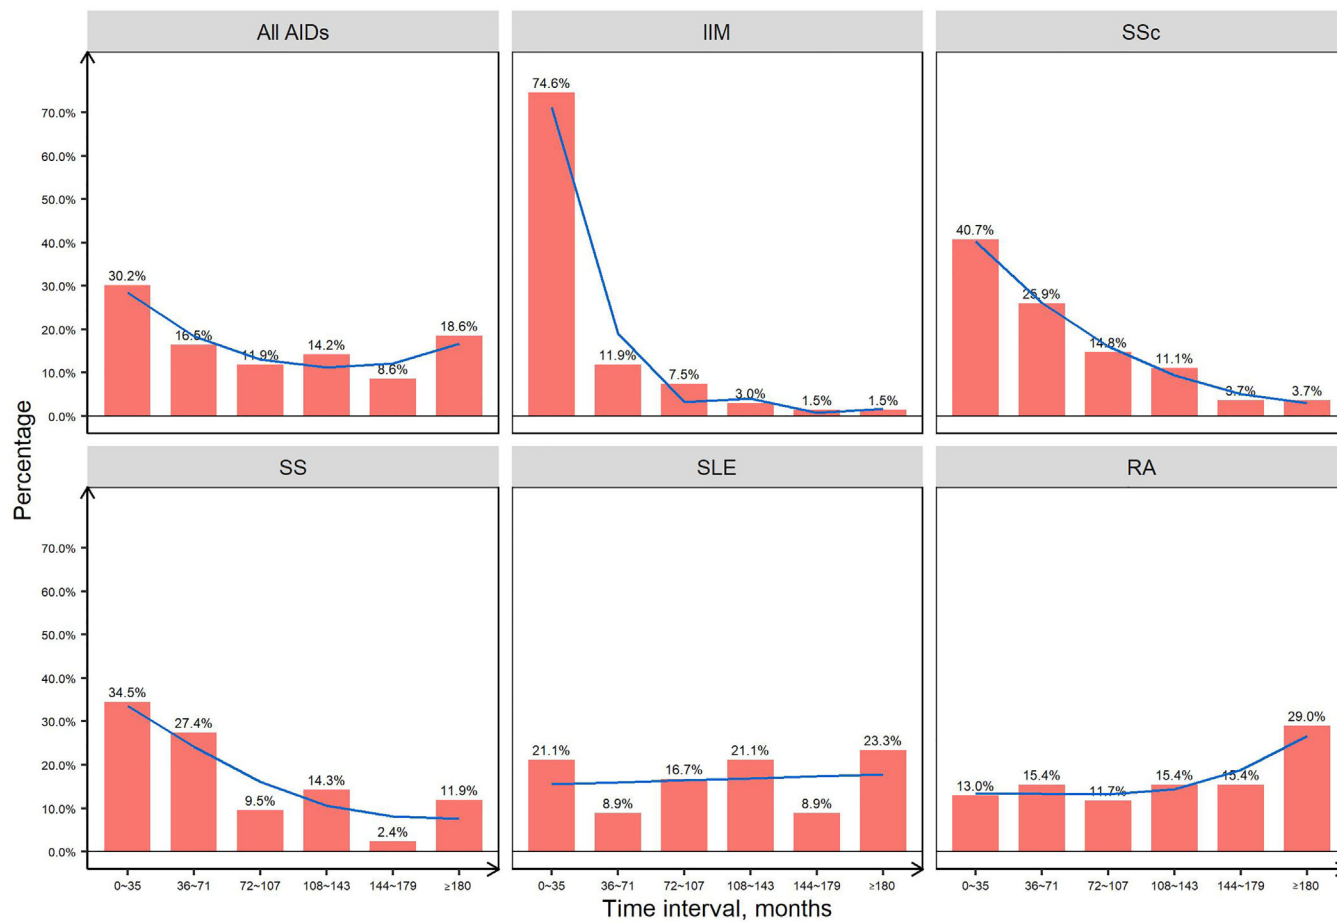 All AIDs IIM SSc
Percentage
70.0%
60.0%
50.0%
40.0%
30.0%
20.0%
10.0%
0.0%
30.2% 16.5% 11.9% 14.2% 8.6% 18.6%
74.6% 11.9% 7.5% 3.0% 1.5% 1.5%
40.7% 25.9% 14.8% 11.1% 3.7% 3.7%
SS SLE RA
70.0%
60.0%
50.0%
40.0%
30.0%
20.0%
10.0%
0.0%
34.5% 27.4% 9.5% 14.3% 2.4% 11.9%
21.1% 8.9% 16.7% 21.1% 8.9% 23.3%
13.0% 15.4% 11.7% 15.4% 15.4% 29.0%
0~35 36~71 72~107 108~143 144~179 ≥180
0~35 36~71 72~107 108~143 144~179 ≥180
0~35 36~71 72~107 108~143 144~179 ≥180
Time interval, months